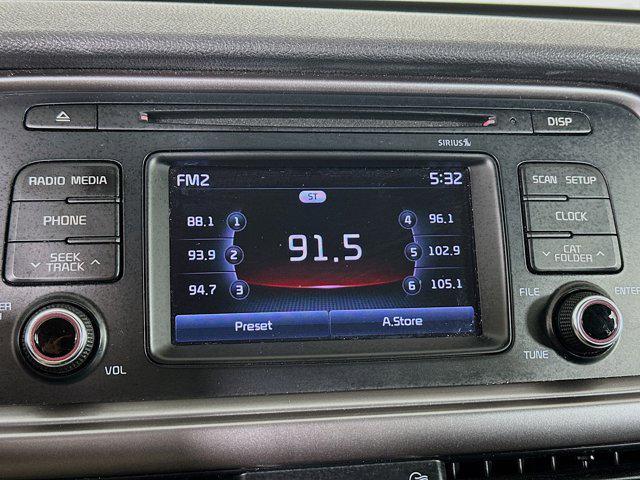 DISP
SIRIUS
FM2 5:32
ST
88.1 1 4 96.1
91.5
93.9 2 5 102.9
94.7 3 6 105.1
Preset A.Store
RADIO MEDIA
PHONE
SEEK
TRACK
VOL
SCAN SETUP
CLOCK
CAT
FOLDER
FILE ENTER
TUNE